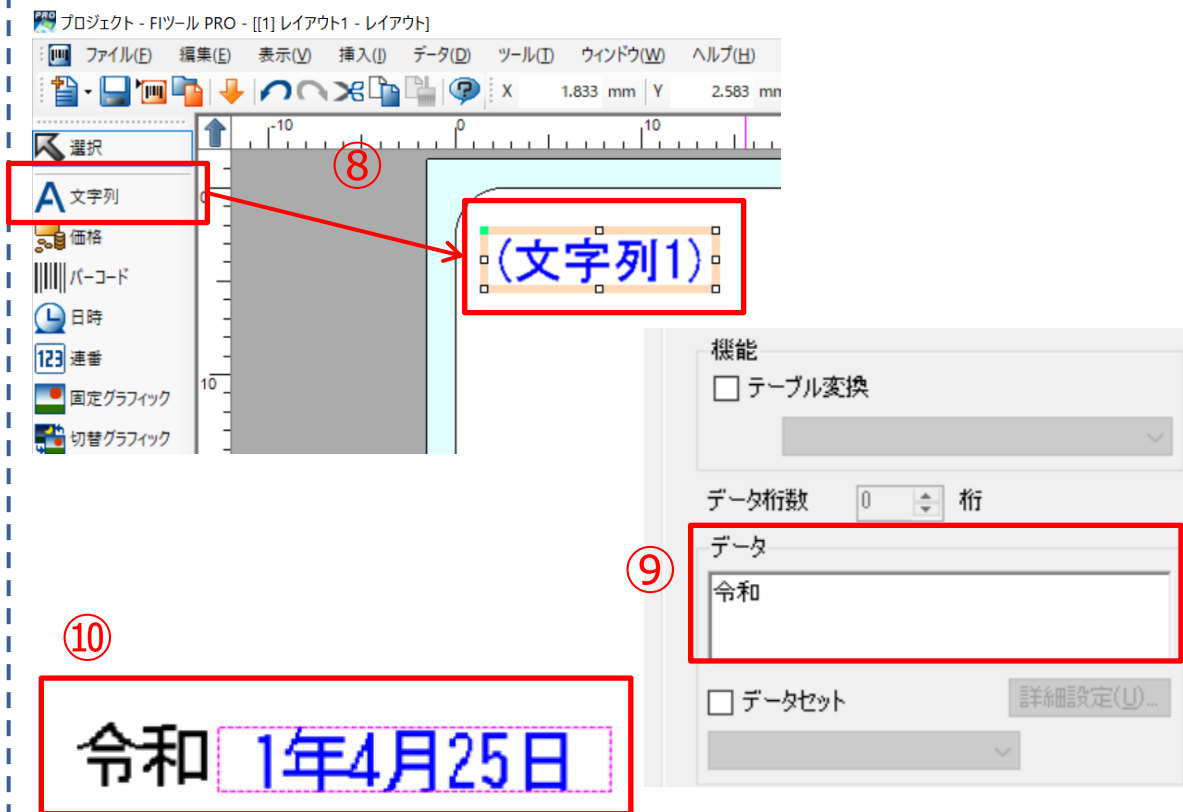 プロジェクト - FIツール PRO - [[1] レイアウト1 - レイアウト]
ファイル(F) 編集(E) 表示(V) 挿入(I) データ(D) ツール(T) ウィンドウ(W) ヘルプ(H)
X 1.833 mm Y 2.583 mm
選択
-10 0 10
⑧
A 文字列
0
(文字列1)
価格
バーコード
日時
123 連番
10
固定グラフィック
切替グラフィック
機能
テーブル変換
データ桁数 0 桁
⑨
データ
令和
データセット 詳細設定(U)...
⑩
令和 1年4月25日